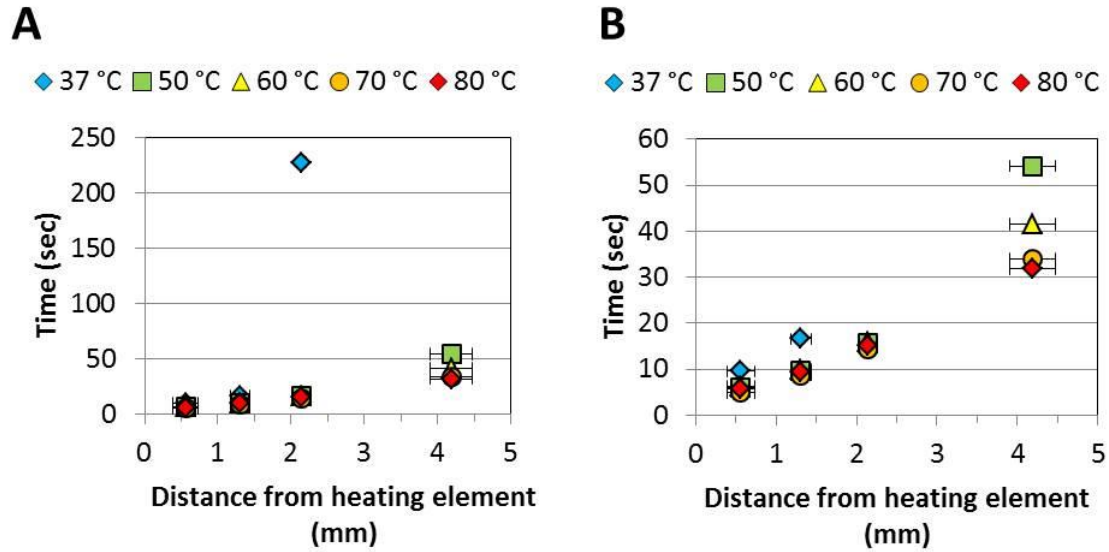 A
37 °C 50 °C 60 °C 70 °C 80 °C
250
200
150
100
50
0
Time (sec)
0 1 2 3 4 5
Distance from heating element
(mm)
B
37 °C 50 °C 60 °C 70 °C 80 °C
60
50
40
30
20
10
0
Time (sec)
0 1 2 3 4 5
Distance from heating element
(mm)